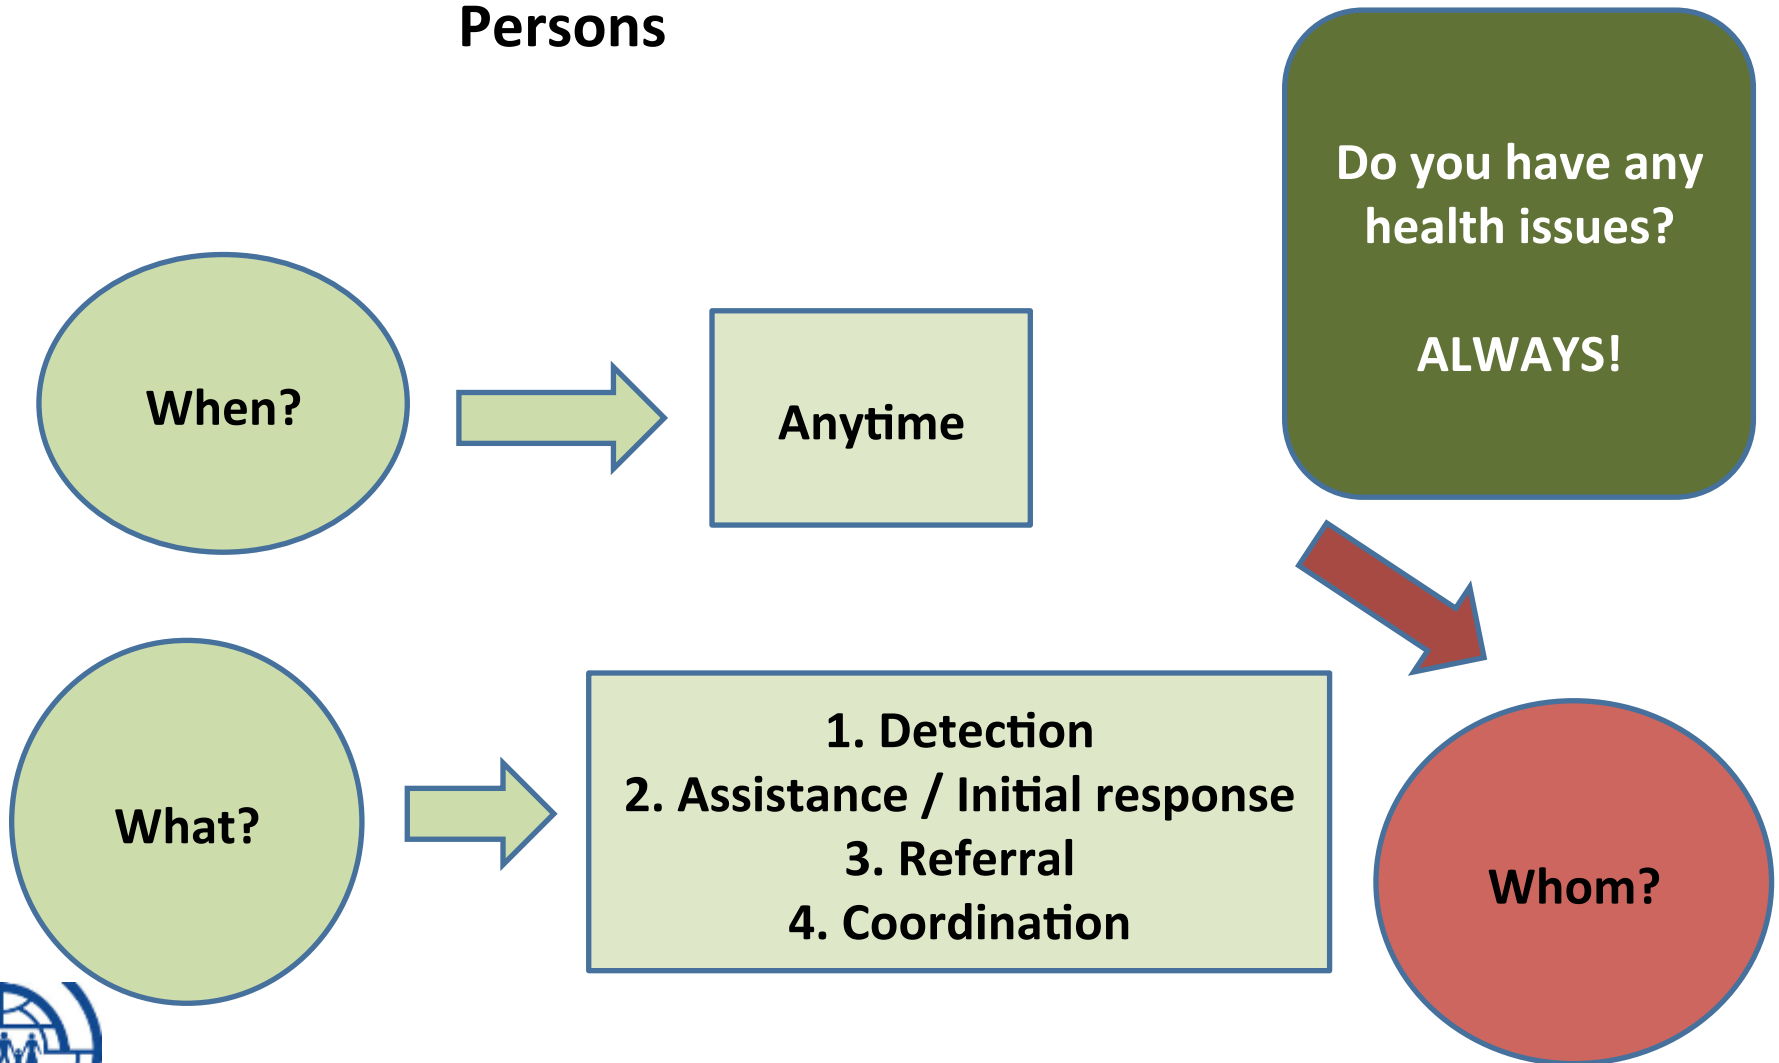 Persons
Do you have any
health issues?
ALWAYS!
When?
Anytime
What?
1. Detection
2. Assistance / Initial response
3. Referral
4. Coordination
Whom?